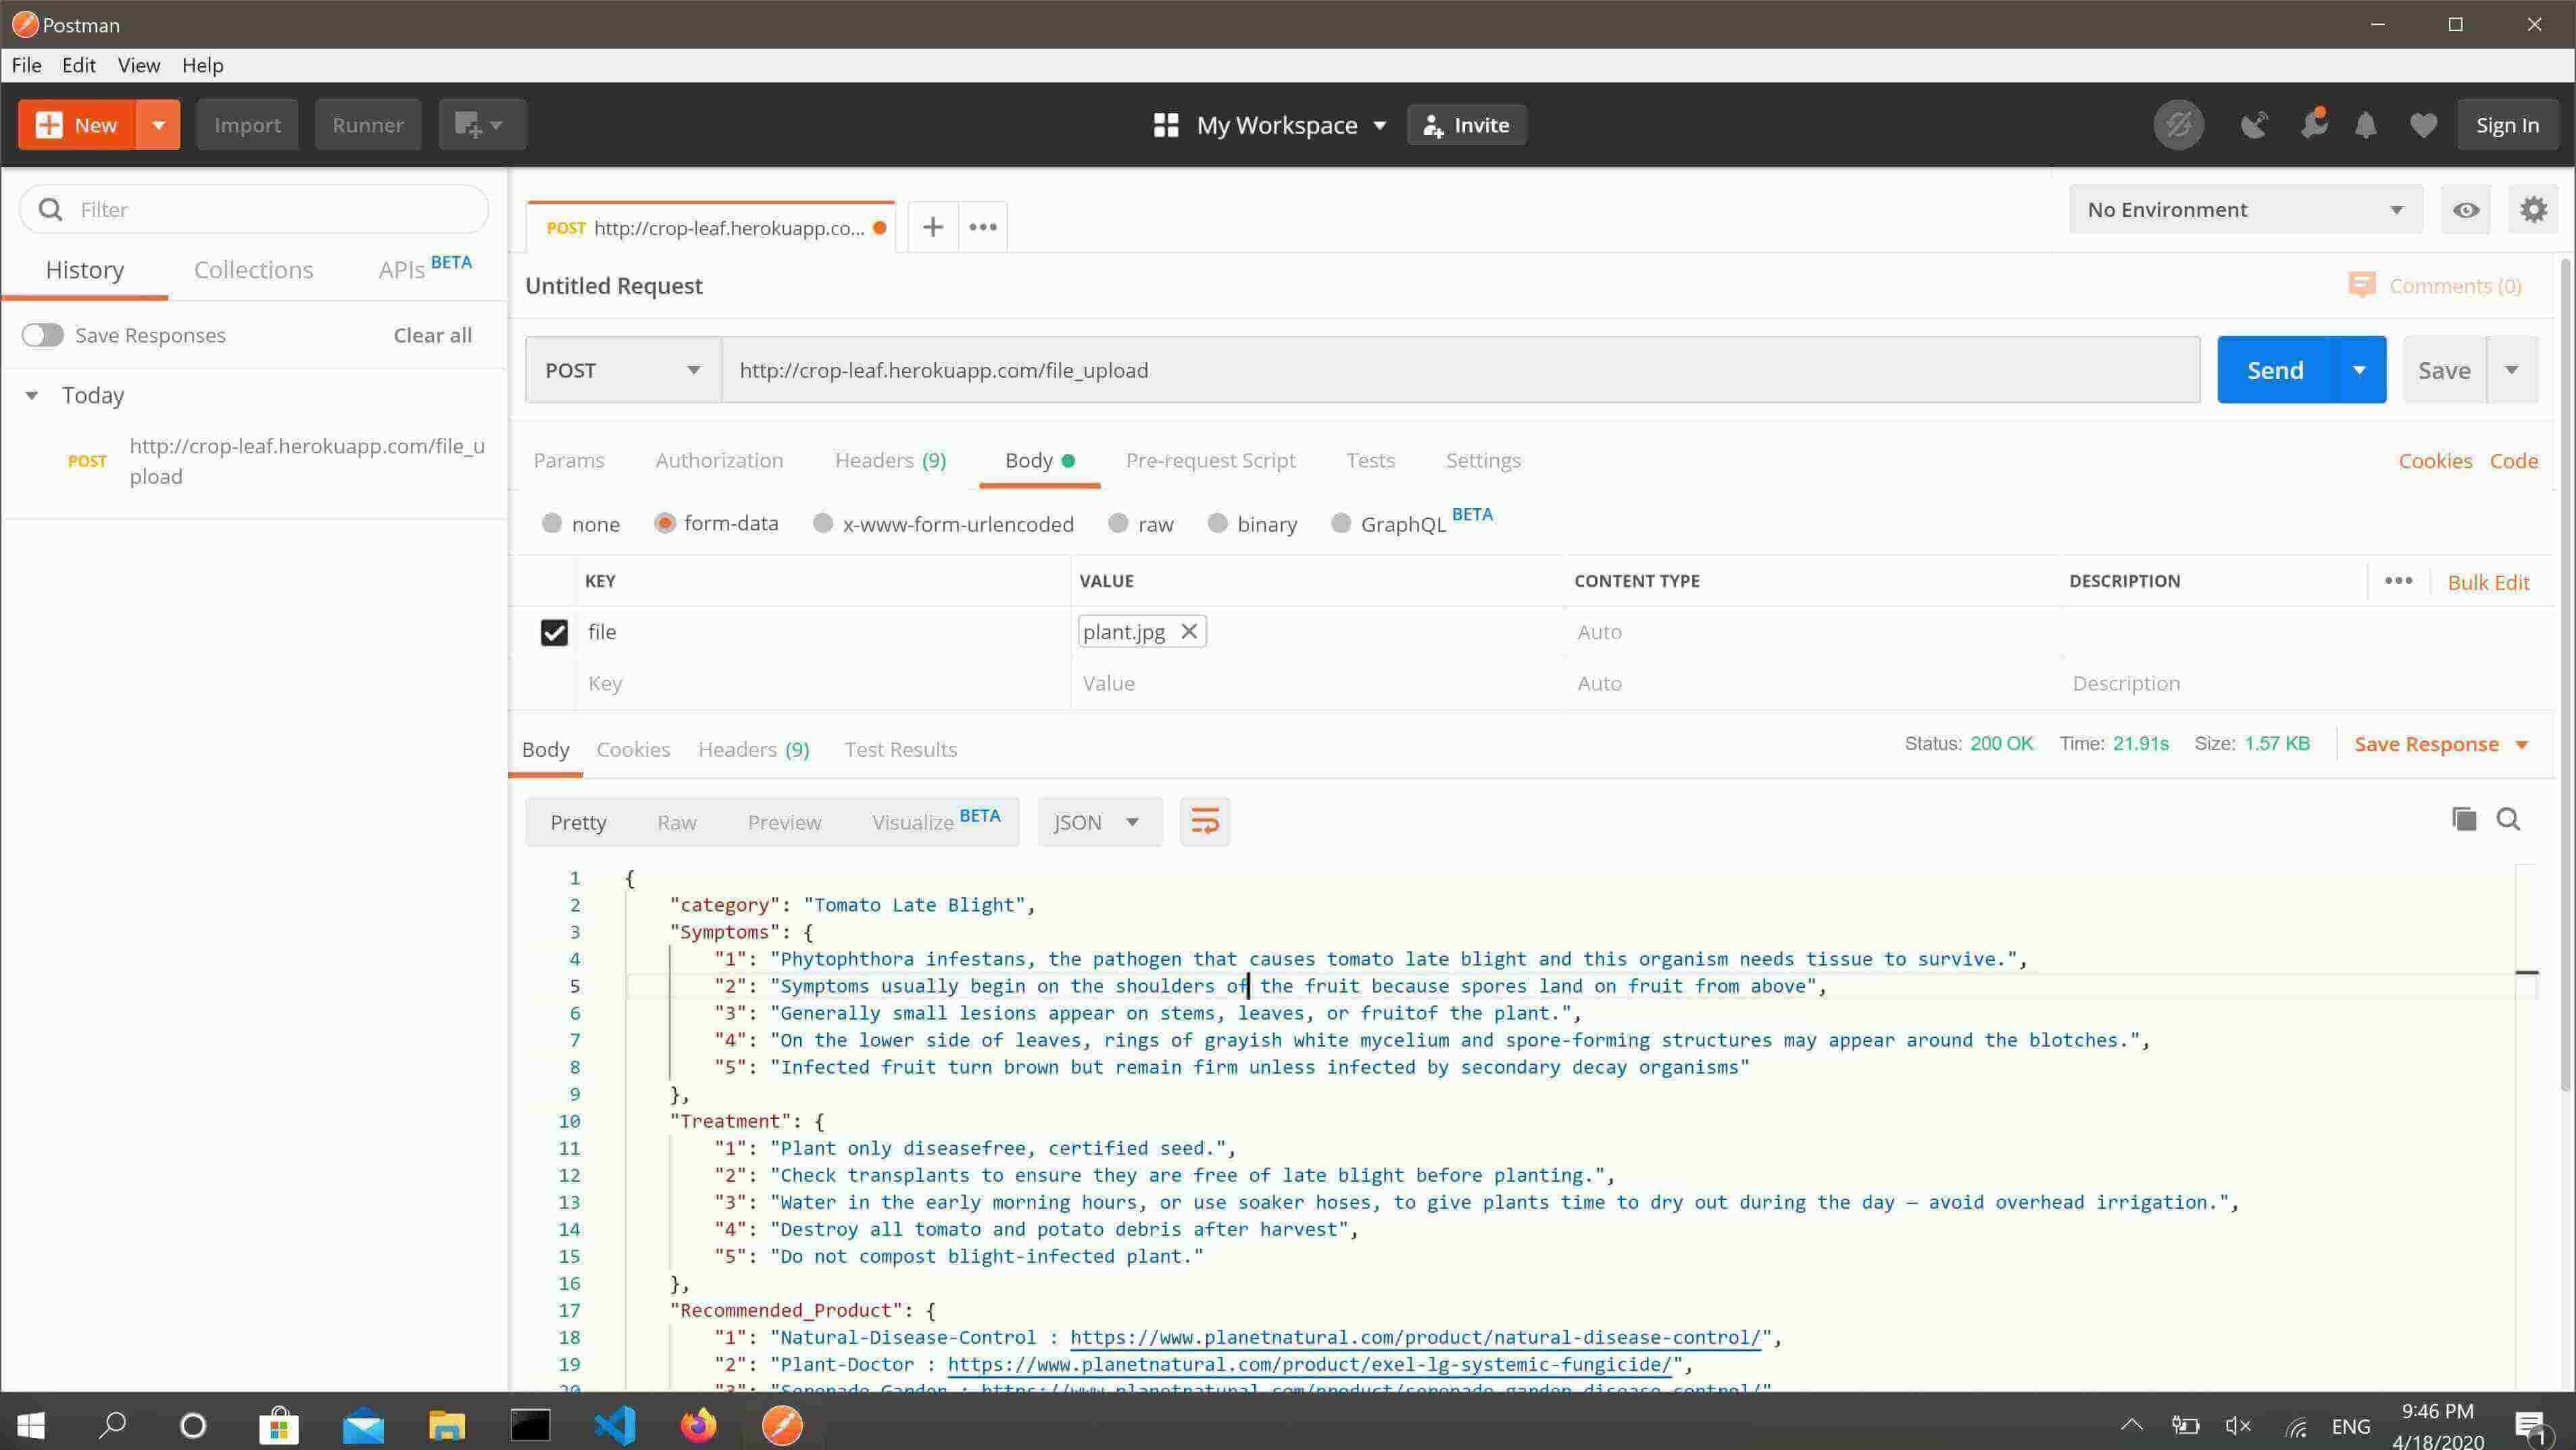 Postman
File Edit View Help
New Import Runner My Workspace Invite Sign In
Filter
History Collections APIs BETA
Save Responses Clear all
Today
POST http://crop-leaf.herokuapp.com/file_u
pload
POST http://crop-leaf.herokuapp.co...
No Environment
Untitled Request
Comments (0)
POST http://crop-leaf.herokuapp.com/file_upload Send Save
Params Authorization Headers (9) Body Pre-request Script Tests Settings Cookies Code
none form-data x-www-form-urlencoded raw binary GraphQL BETA
KEY VALUE CONTENT TYPE DESCRIPTION Bulk Edit
file plant.jpg Auto
Key Value Auto Description
Body Cookies Headers (9) Test Results Status: 200 OK Time: 21.91s Size: 1.57 KB Save Response
Pretty Raw Preview Visualize BETA JSON
1 {
2 "category": "Tomato Late Blight",
3 "Symptoms": {
4 "1": "Phytophthora infestans, the pathogen that causes tomato late blight and this organism needs tissue to survive.",
5 "2": "Symptoms usually begin on the shoulders of the fruit because spores land on fruit from above",
6 "3": "Generally small lesions appear on stems, leaves, or fruitof the plant.",
7 "4": "On the lower side of leaves, rings of grayish white mycelium and spore-forming structures may appear around the blotches.",
8 "5": "Infected fruit turn brown but remain firm unless infected by secondary decay organisms"
9 },
10 "Treatment": {
11 "1": "Plant only diseasefree, certified seed.",
12 "2": "Check transplants to ensure they are free of late blight before planting.",
13 "3": "Water in the early morning hours, or use soaker hoses, to give plants time to dry out during the day — avoid overhead irrigation.",
14 "4": "Destroy all tomato and potato debris after harvest",
15 "5": "Do not compost blight-infected plant."
16 },
17 "Recommended_Product": {
18 "1": "Natural-Disease-Control : https://www.planetnatural.com/product/natural-disease-control/",
19 "2": "Plant-Doctor : https://www.planetnatural.com/product/exel-lg-systemic-fungicide/",
20 "3": "Serenade-Garden : https://www.planetnatural.com/product/serenade-garden-disease-control/"
ENG 9:46 PM
4/18/2020 1